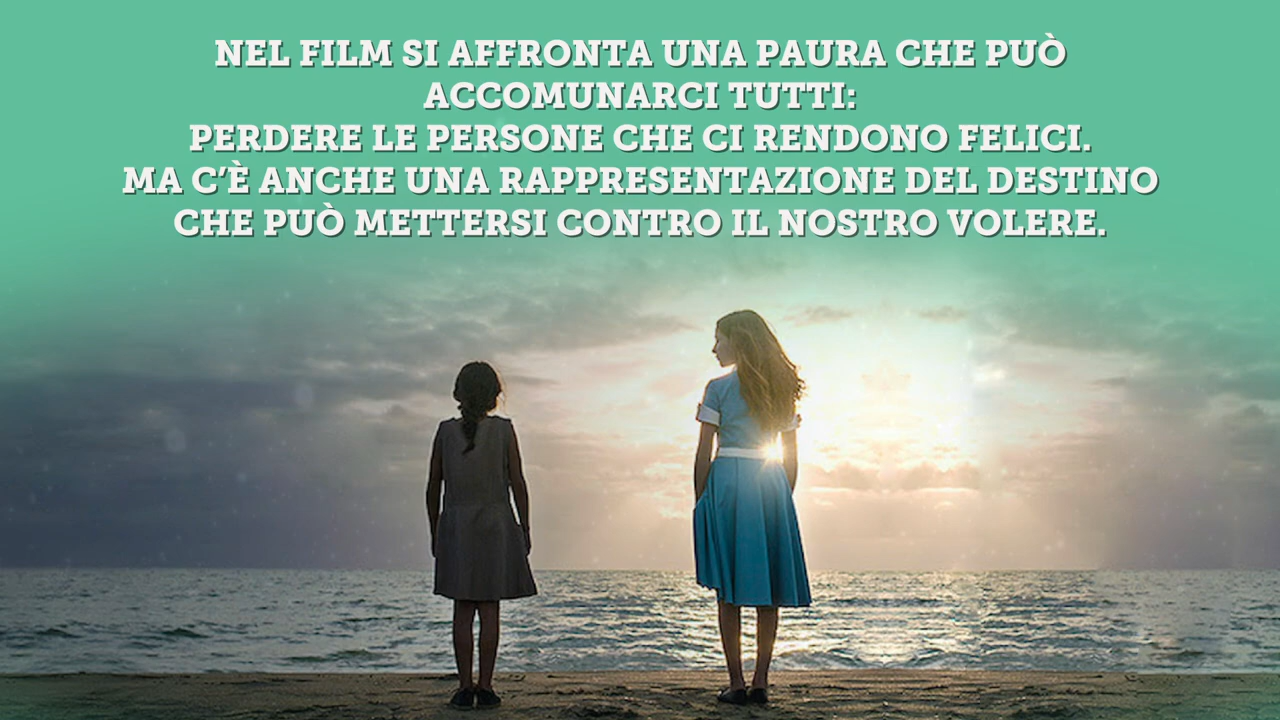 NEL FILM SI AFFRONTA UNA PAURA CHE PUÒ
ACCOMUNARCI TUTTI:
PERDERE LE PERSONE CHE CI RENDONO FELICI.
MA C’È ANCHE UNA RAPPRESENTAZIONE DEL DESTINO
CHE PUÒ METTERSI CONTRO IL NOSTRO VOLERE.